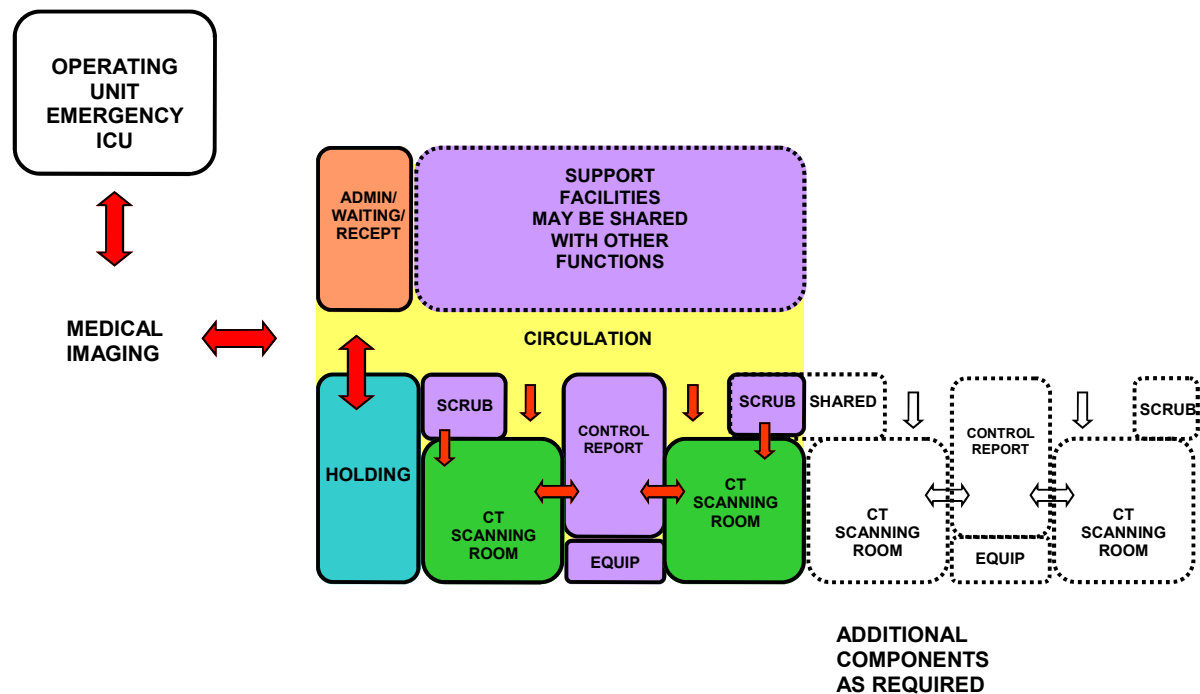 OPERATING
UNIT
EMERGENCY
ICU
ADMIN/
WAITING/
RECEPT
SUPPORT
FACILITIES
MAY BE SHARED
WITH OTHER
FUNCTIONS
MEDICAL
IMAGING
CIRCULATION
HOLDING
SCRUB
CONTROL
REPORT
SCRUB
SHARED
CONTROL
REPORT
SCRUB
CT
SCANNING
ROOM
EQUIP
CT
SCANNING
ROOM
CT
SCANNING
ROOM
EQUIP
CT
SCANNING
ROOM
ADDITIONAL
COMPONENTS
AS REQUIRED